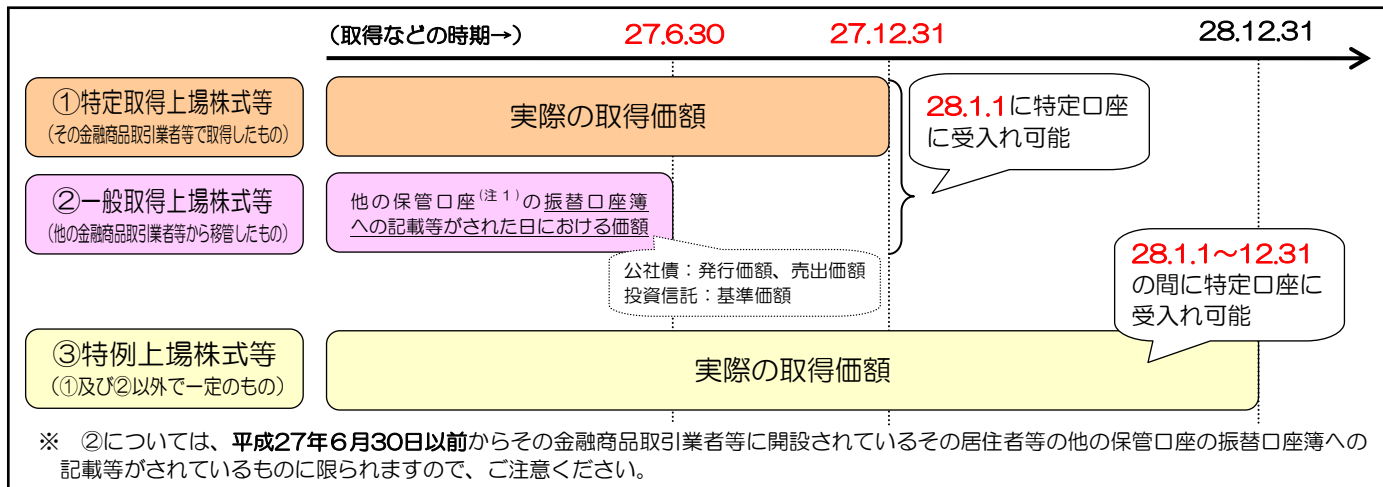 (取得などの時期→)
27.6.30
27.12.31
28.12.31
①特定取得上場株式等
(その金融商品取引業者等で取得したもの)
実際の取得価額
28.1.1に特定口座
に受入れ可能
②一般取得上場株式等
(他の金融商品取引業者等から移管したもの)
他の保管口座(注1)の振替口座簿
への記載等がされた日における価額
公社債:発行価額、売出価額
投資信託:基準価額
28.1.1~12.31
の間に特定口座に
受入れ可能
③特例上場株式等
(①及び②以外で一定のもの)
実際の取得価額
※ ②については、平成27年6月30日以前からその金融商品取引業者等に開設されているその居住者等の他の保管口座の振替口座簿への
記載等がされているものに限られますので、ご注意ください。